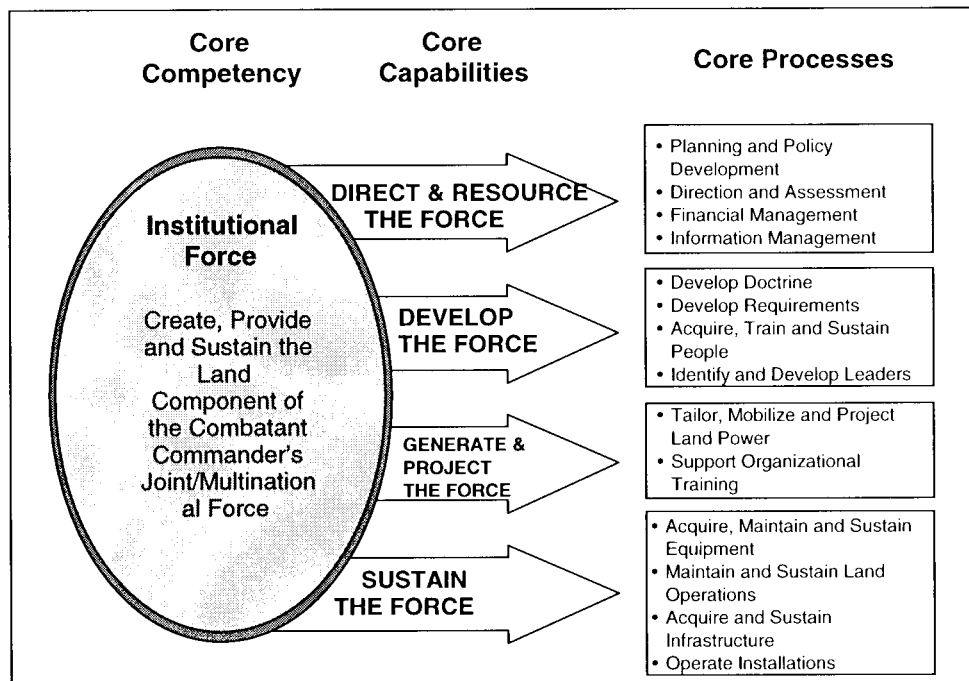 Core
Competency
Core
Capabilities
Core Processes
Institutional
Force
Create, Provide
and Sustain the
Land
Component of
the Combatant
Commander's
Joint/Multination
al Force
DIRECT & RESOURCE
THE FORCE
• Planning and Policy
Development
• Direction and Assessment
• Financial Management
• Information Management
DEVELOP
THE FORCE
• Develop Doctrine
• Develop Requirements
• Acquire, Train and Sustain
People
• Identify and Develop Leaders
GENERATE &
PROJECT
THE FORCE
• Tailor, Mobilize and Project
Land Power
• Support Organizational
Training
SUSTAIN
THE FORCE
• Acquire, Maintain and Sustain
Equipment
• Maintain and Sustain Land
Operations
• Acquire and Sustain
Infrastructure
• Operate Installations